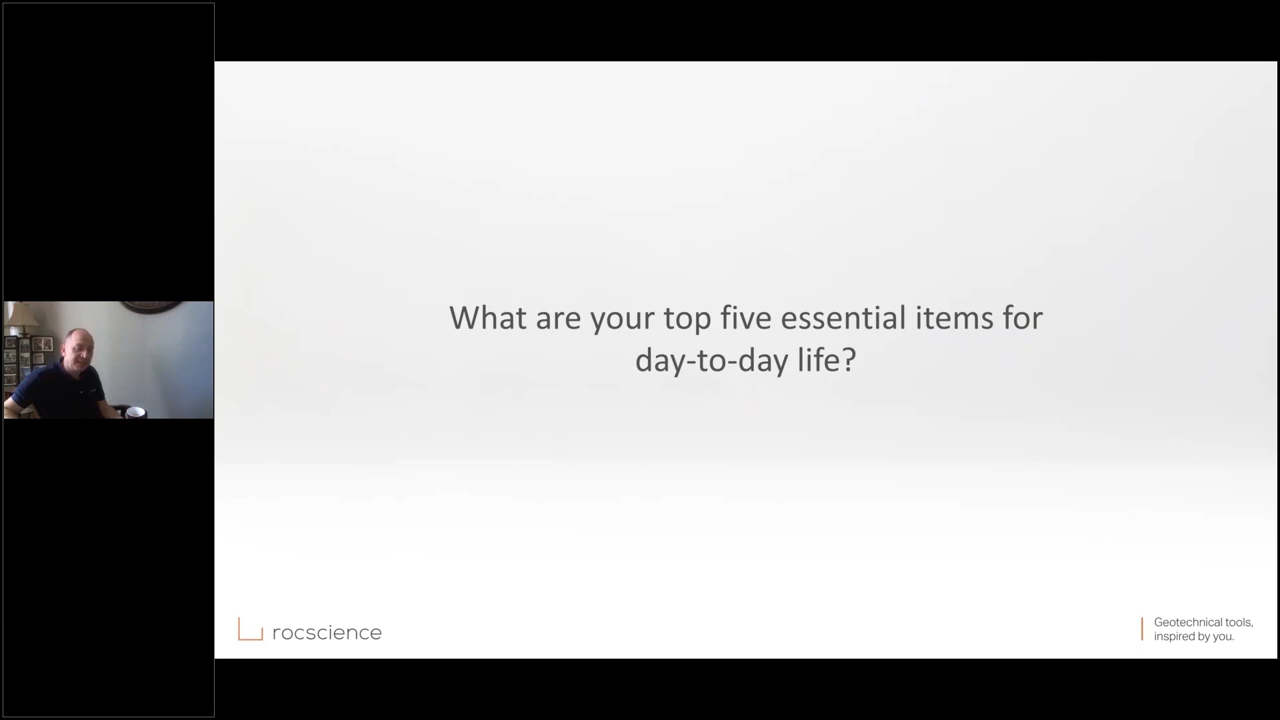 What are your top five essential items for
day-to-day life?
rocscience
Geotechnical tools,
inspired by you.